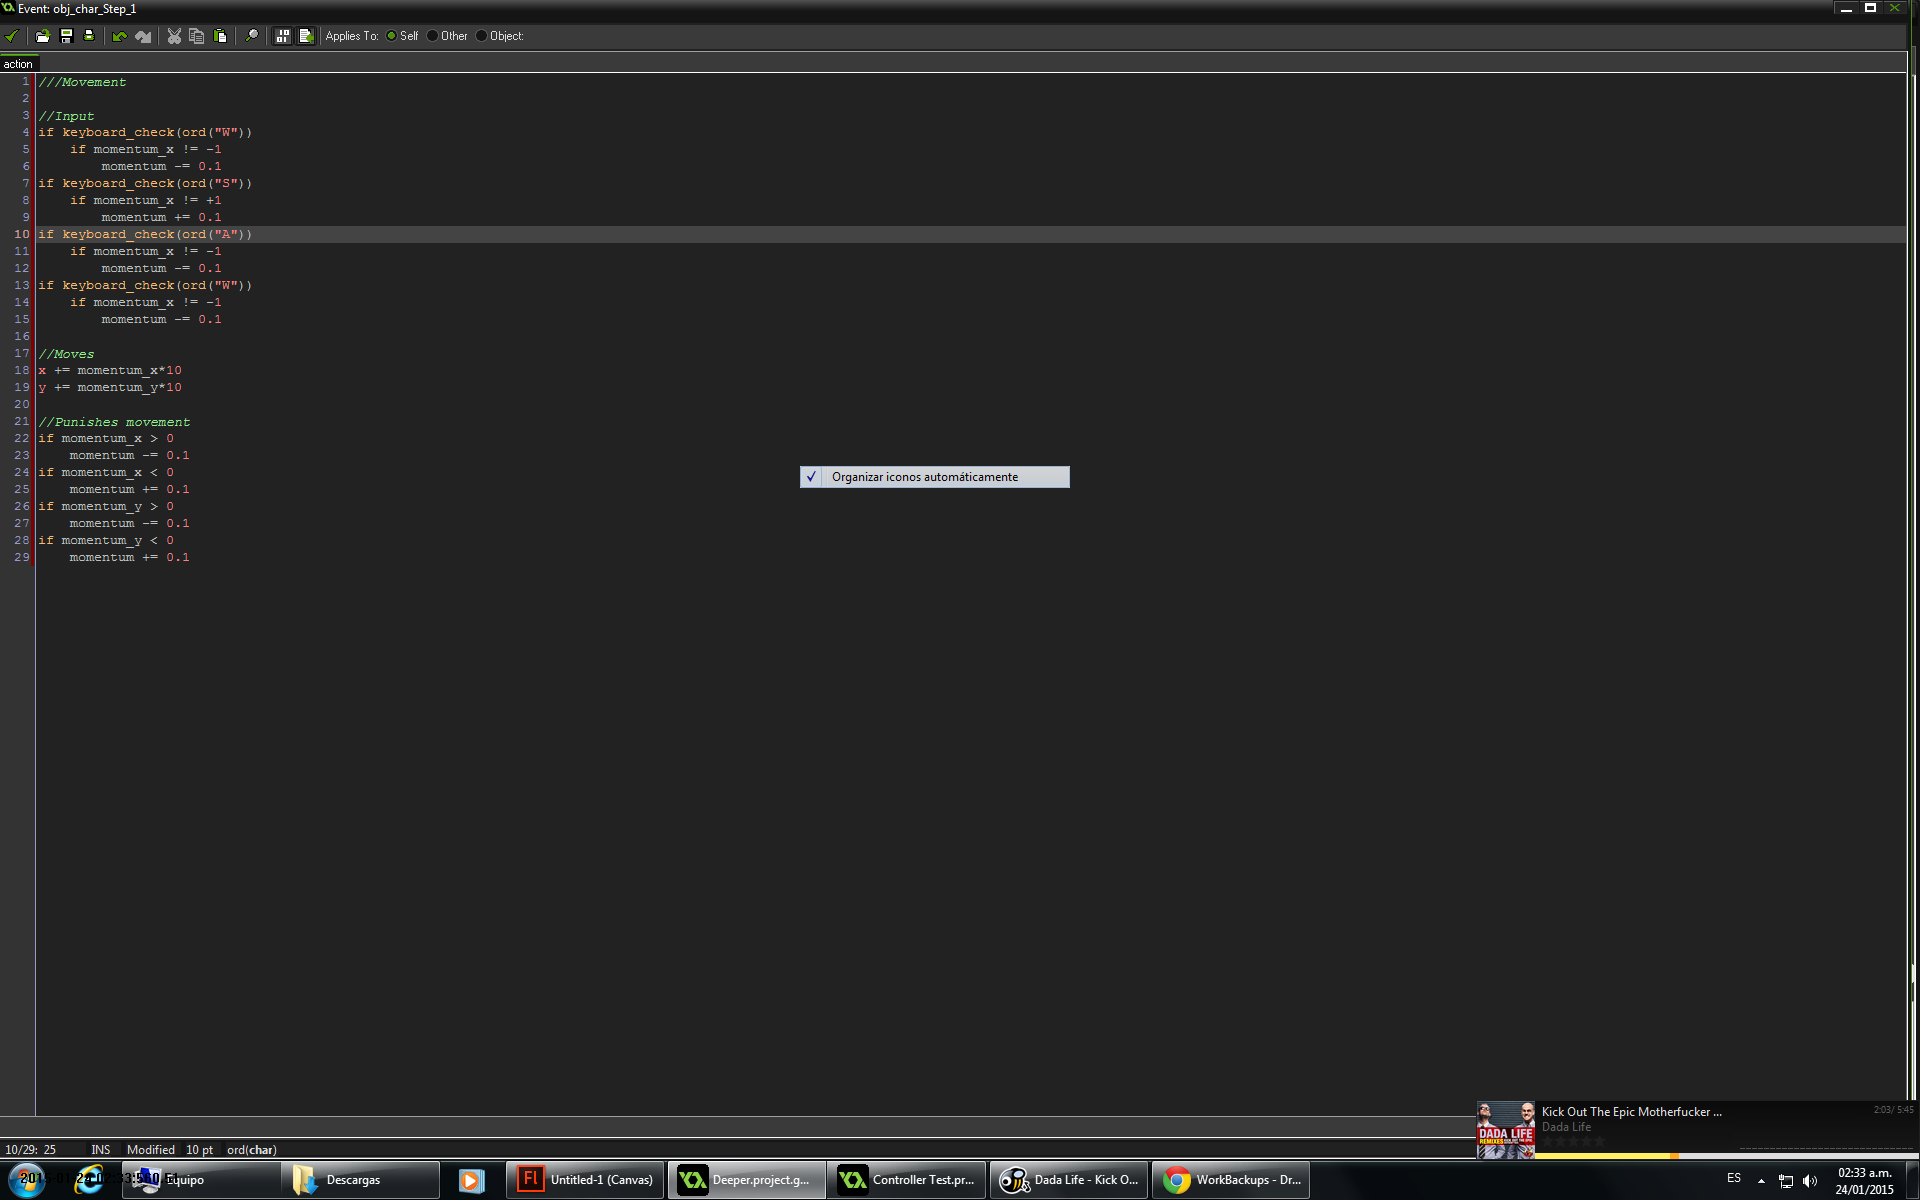 Event: obj_char_Step_1
Applies To: Self Other Object:
action
1 ///Movement
2
3 //Input
4 if keyboard_check(ord("W"))
5     if momentum_x != -1
6         momentum -= 0.1
7 if keyboard_check(ord("S"))
8     if momentum_x != +1
9         momentum += 0.1
10 if keyboard_check(ord("A"))
11     if momentum_x != -1
12         momentum -= 0.1
13 if keyboard_check(ord("W"))
14     if momentum_x != -1
15         momentum -= 0.1
16
17 //Moves
18 x += momentum_x*10
19 y += momentum_y*10
20
21 //Punishes movement
22 if momentum_x > 0
23     momentum -= 0.1
24 if momentum_x < 0
25     momentum += 0.1
26 if momentum_y > 0
27     momentum -= 0.1
28 if momentum_y < 0
29     momentum += 0.1
✓ Organizar iconos automáticamente
Kick Out The Epic Motherfucker ...
2:03/ 5:45
Dada Life
DADA LIFE
10/29: 25 INS Modified 10 pt ord(char)
Equipo
Descargas
Fl Untitled-1 (Canvas)
Deeper.project.g...
Controller Test.pr...
Dada Life - Kick O...
WorkBackups - Dr...
ES
02:33 a.m.
24/01/2015